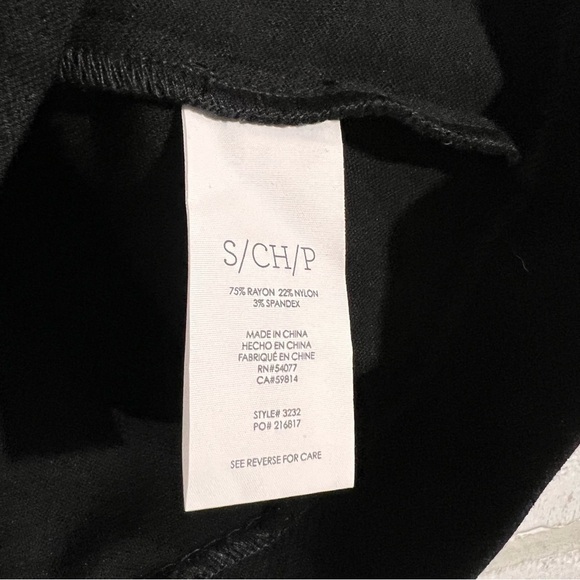 S/CH/P
75% RAYON 22% NYLON
3% SPANDEX
MADE IN CHINA
HECHO EN CHINA
FABRIQUÉ EN CHINE
RN#54077
CA#59814
STYLE# 3232
PO# 216817
SEE REVERSE FOR CARE